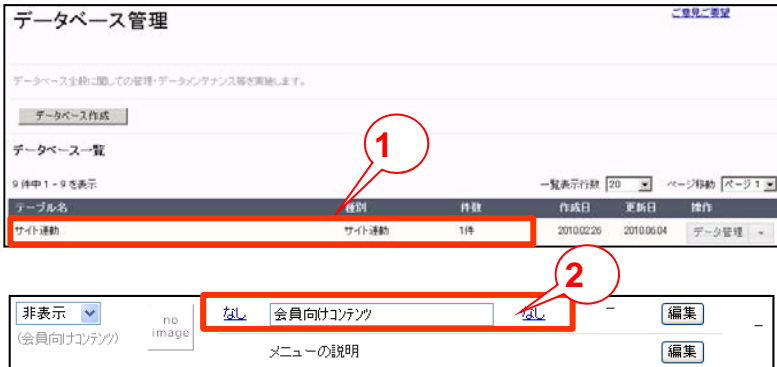 データベース管理
ご意見ご要望
データベース全般に関しての管理・データメンテナンス等を実施します。
データベース作成
1
データベース一覧
9 件中 1 - 9 を表示
一覧表示行数 20 ページ移動 ページ 1
テーブル名 種別 件数 作成日 更新日 操作
サイト連動 サイト連動 1件 2010.02.26 2010.06.04 データ管理
2
非表示 no image なし 会員向けコンテンツ なし - 編集 -
(会員向けコンテンツ)
メニューの説明 編集